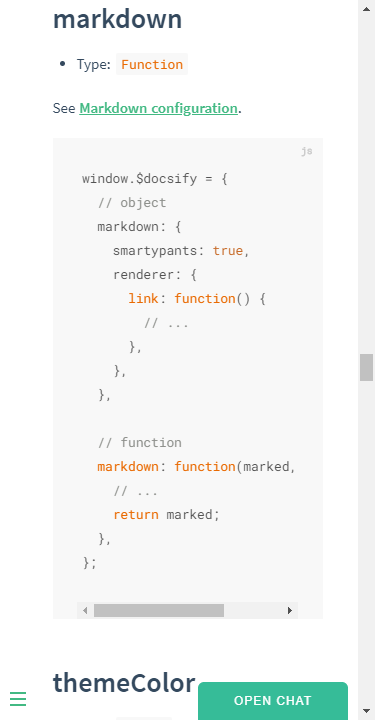 markdown
Type: Function
See Markdown configuration.
js
window.$docsify = {
  // object
  markdown: {
    smartypants: true,
    renderer: {
      link: function() {
        // ...
      },
    },
  },

  // function
  markdown: function(marked,
    // ...
    return marked;
  },
};
themeColor
OPEN CHAT